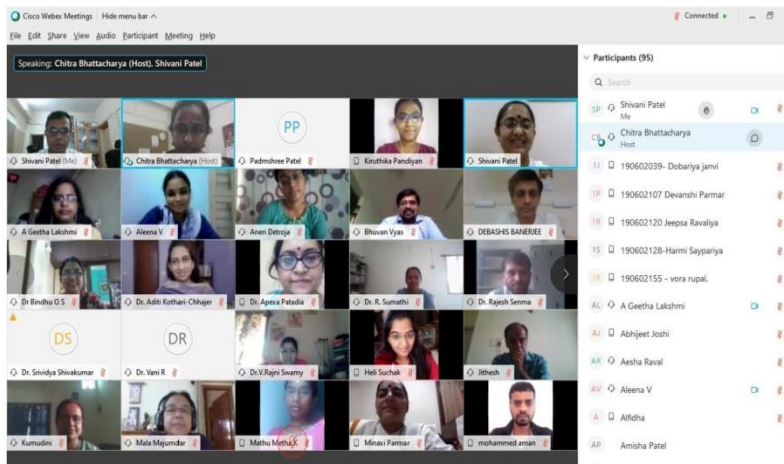 Cisco Webex Meetings | Hide menu bar ^
Connected
File Edit Share View Audio Participant Meeting Help
Speaking: Chitra Bhattacharya (Host), Shivani Patel
PP
Shivani Patel (Me) Chitra Bhattacharya (Host) Padmshree Patel Kiruthika Pandiyan Shivani Patel
A Geetha Lakshmi Aleena V Aneri Detroja Bhuvan Vyas DEBASHIS BANERJEE
Dr Bindhu O S Dr. Aditi Kothari-Chhajer Dr. Apexa Patadia Dr. R. Sumathi Dr. Rajesh Senma
DS DR
Dr. Srividya Shivakumar Dr. Vani R Dr.V.Rajni Swamy Heli Suchak Jithesh
Kumudini Mala Majumdar Mathu Methu,K Minaxi Parmar mohammed aman
Participants (95)
Search
SP Shivani Patel
Me
CB Chitra Bhattacharya
Host
1J 190602039- Dobariya janvi
1P 190602107 Devanshi Parmar
1R 190602120 Jeepsa Ravaliya
1S 190602128-Harmi Saypariya
1R 190602155 - vora rupal.
AL A Geetha Lakshmi
AJ Abhijeet Joshi
AR Aesha Raval
AV Aleena V
A Alfidha
AP Amisha Patel